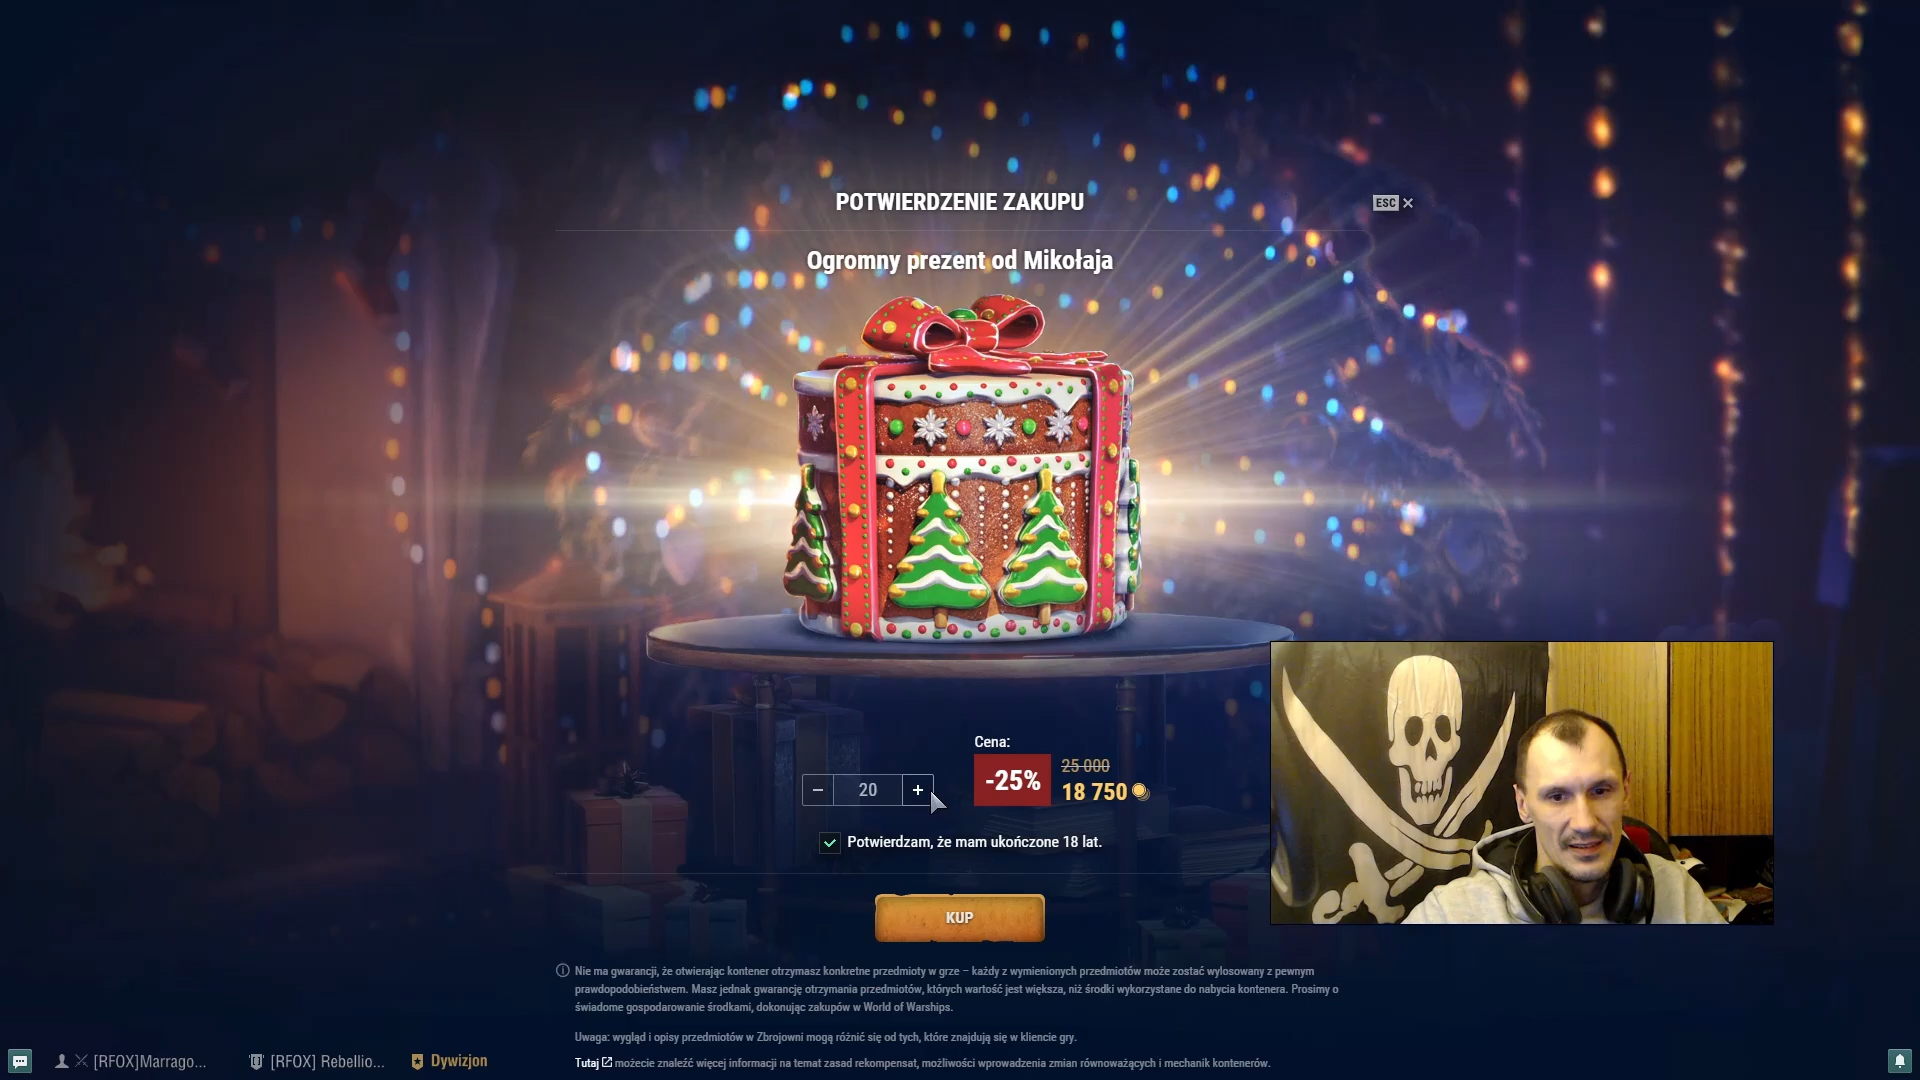 POTWIERDZENIE ZAKUPU
ESC
Ogromny prezent od Mikołaja
Cena:
-25%
25 000
18 750
20
Potwierdzam, że mam ukończone 18 lat.
KUP
Nie ma gwarancji, że otwierając kontener otrzymasz konkretne przedmioty w grze – każdy z wymienionych przedmiotów może zostać wylosowany z pewnym
prawdopodobieństwem. Masz jednak gwarancję otrzymania przedmiotów, których wartość jest większa, niż środki wykorzystane do nabycia kontenera. Prosimy o
świadome gospodarowanie środkami, dokonując zakupów w World of Warships.
Uwaga: wygląd i opisy przedmiotów w Zbrojowni mogą różnić się od tych, które znajdują się w kliencie gry.
Tutaj możecie znaleźć więcej informacji na temat zasad rekompensat, możliwości wprowadzenia zmian równoważących i mechanik kontenerów.
[RFOX]Marrago...
[RFOX] Rebellio...
Dywizjon